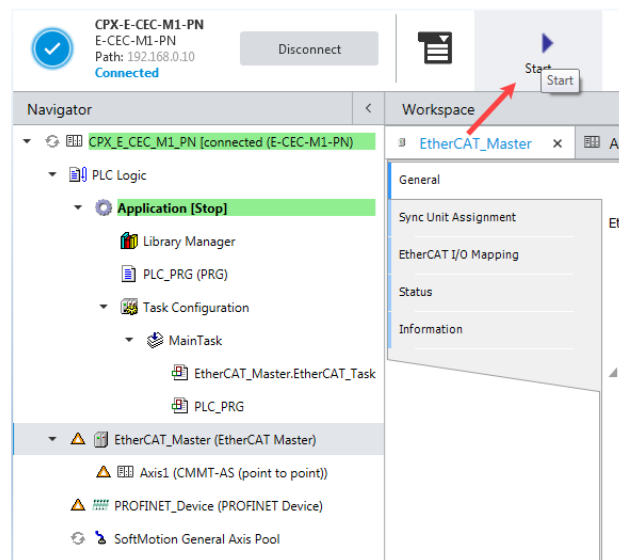 CPX-E-CEC-M1-PN
E-CEC-M1-PN
Path: 192.168.0.10
Connected
Disconnect
Start
Start
Navigator
Workspace
CPX_E_CEC_M1_PN [connected (E-CEC-M1-PN)
EtherCAT_Master
A
PLC Logic
General
Application [Stop]
Sync Unit Assignment
Et
Library Manager
EtherCAT I/O Mapping
PLC_PRG (PRG)
Status
Task Configuration
Information
MainTask
EtherCAT_Master.EtherCAT_Task
PLC_PRG
EtherCAT_Master (EtherCAT Master)
Axis1 (CMMT-AS (point to point))
PROFINET_Device (PROFINET Device)
SoftMotion General Axis Pool